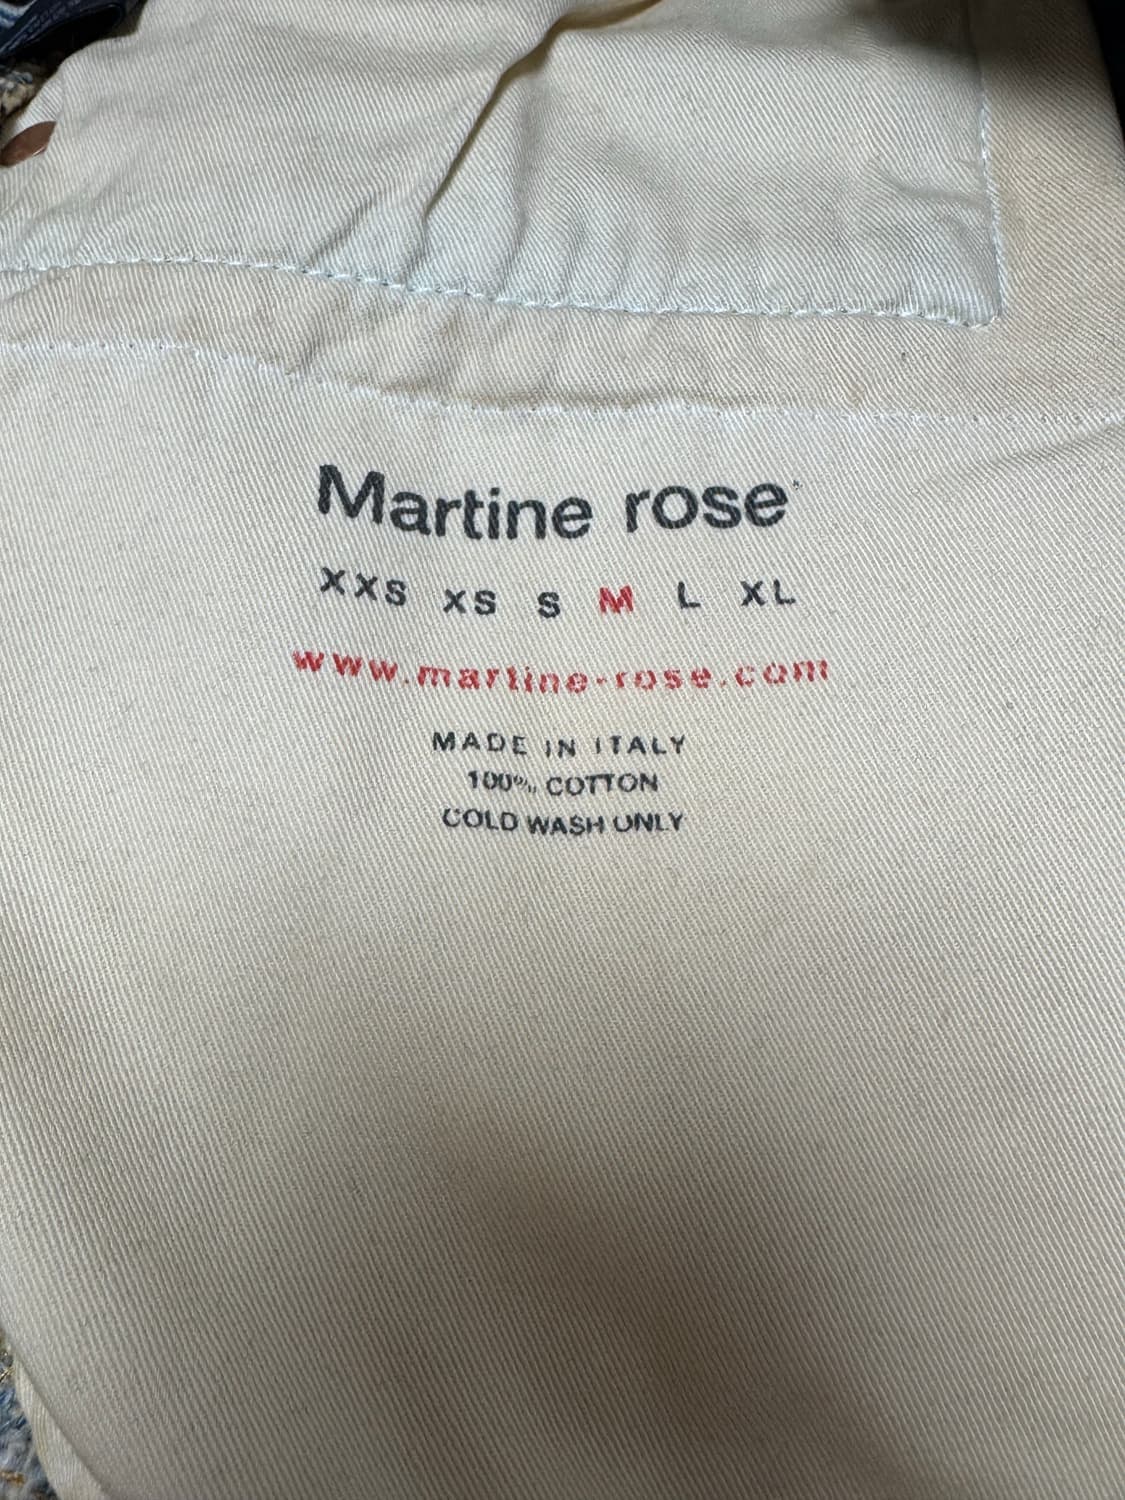 Martine rose
XXS XS S M L XL
www.martine-rose.com
MADE IN ITALY
100% COTTON
COLD WASH ONLY